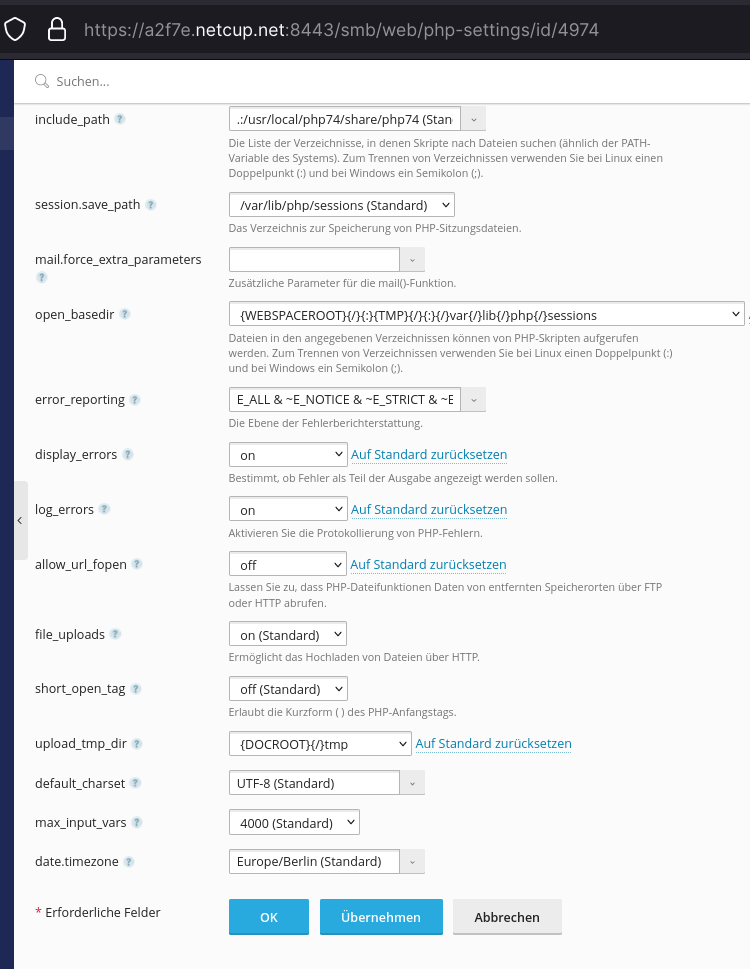 https://a2f7e.netcup.net:8443/smb/web/php-settings/id/4974
Suchen...
include_path ?
.:/usr/local/php74/share/php74 (Stan
Die Liste der Verzeichnisse, in denen Skripte nach Dateien suchen (ähnlich der PATH-
Variable des Systems). Zum Trennen von Verzeichnissen verwenden Sie bei Linux einen
Doppelpunkt (:) und bei Windows ein Semikolon (;).
session.save_path ?
/var/lib/php/sessions (Standard)
Das Verzeichnis zur Speicherung von PHP-Sitzungsdateien.
mail.force_extra_parameters
?
Zusätzliche Parameter für die mail()-Funktion.
open_basedir ?
{WEBSPACEROOT}{/}{:}{TMP}{/}{:}{/}var{/}lib{/}php{/}sessions
Dateien in den angegebenen Verzeichnissen können von PHP-Skripten aufgerufen
werden. Zum Trennen von Verzeichnissen verwenden Sie bei Linux einen Doppelpunkt (:)
und bei Windows ein Semikolon (;).
error_reporting ?
E_ALL & ~E_NOTICE & ~E_STRICT & ~E
Die Ebene der Fehlerberichterstattung.
display_errors ?
on
Auf Standard zurücksetzen
Bestimmt, ob Fehler als Teil der Ausgabe angezeigt werden sollen.
log_errors ?
on
Auf Standard zurücksetzen
Aktivieren Sie die Protokollierung von PHP-Fehlern.
allow_url_fopen ?
off
Auf Standard zurücksetzen
Lassen Sie zu, dass PHP-Dateifunktionen Daten von entfernten Speicherorten über FTP
oder HTTP abrufen.
file_uploads ?
on (Standard)
Ermöglicht das Hochladen von Dateien über HTTP.
short_open_tag ?
off (Standard)
Erlaubt die Kurzform ( ) des PHP-Anfangstags.
upload_tmp_dir ?
{DOCROOT}{/}tmp
Auf Standard zurücksetzen
default_charset ?
UTF-8 (Standard)
max_input_vars ?
4000 (Standard)
date.timezone ?
Europe/Berlin (Standard)
* Erforderliche Felder
OK
Übernehmen
Abbrechen